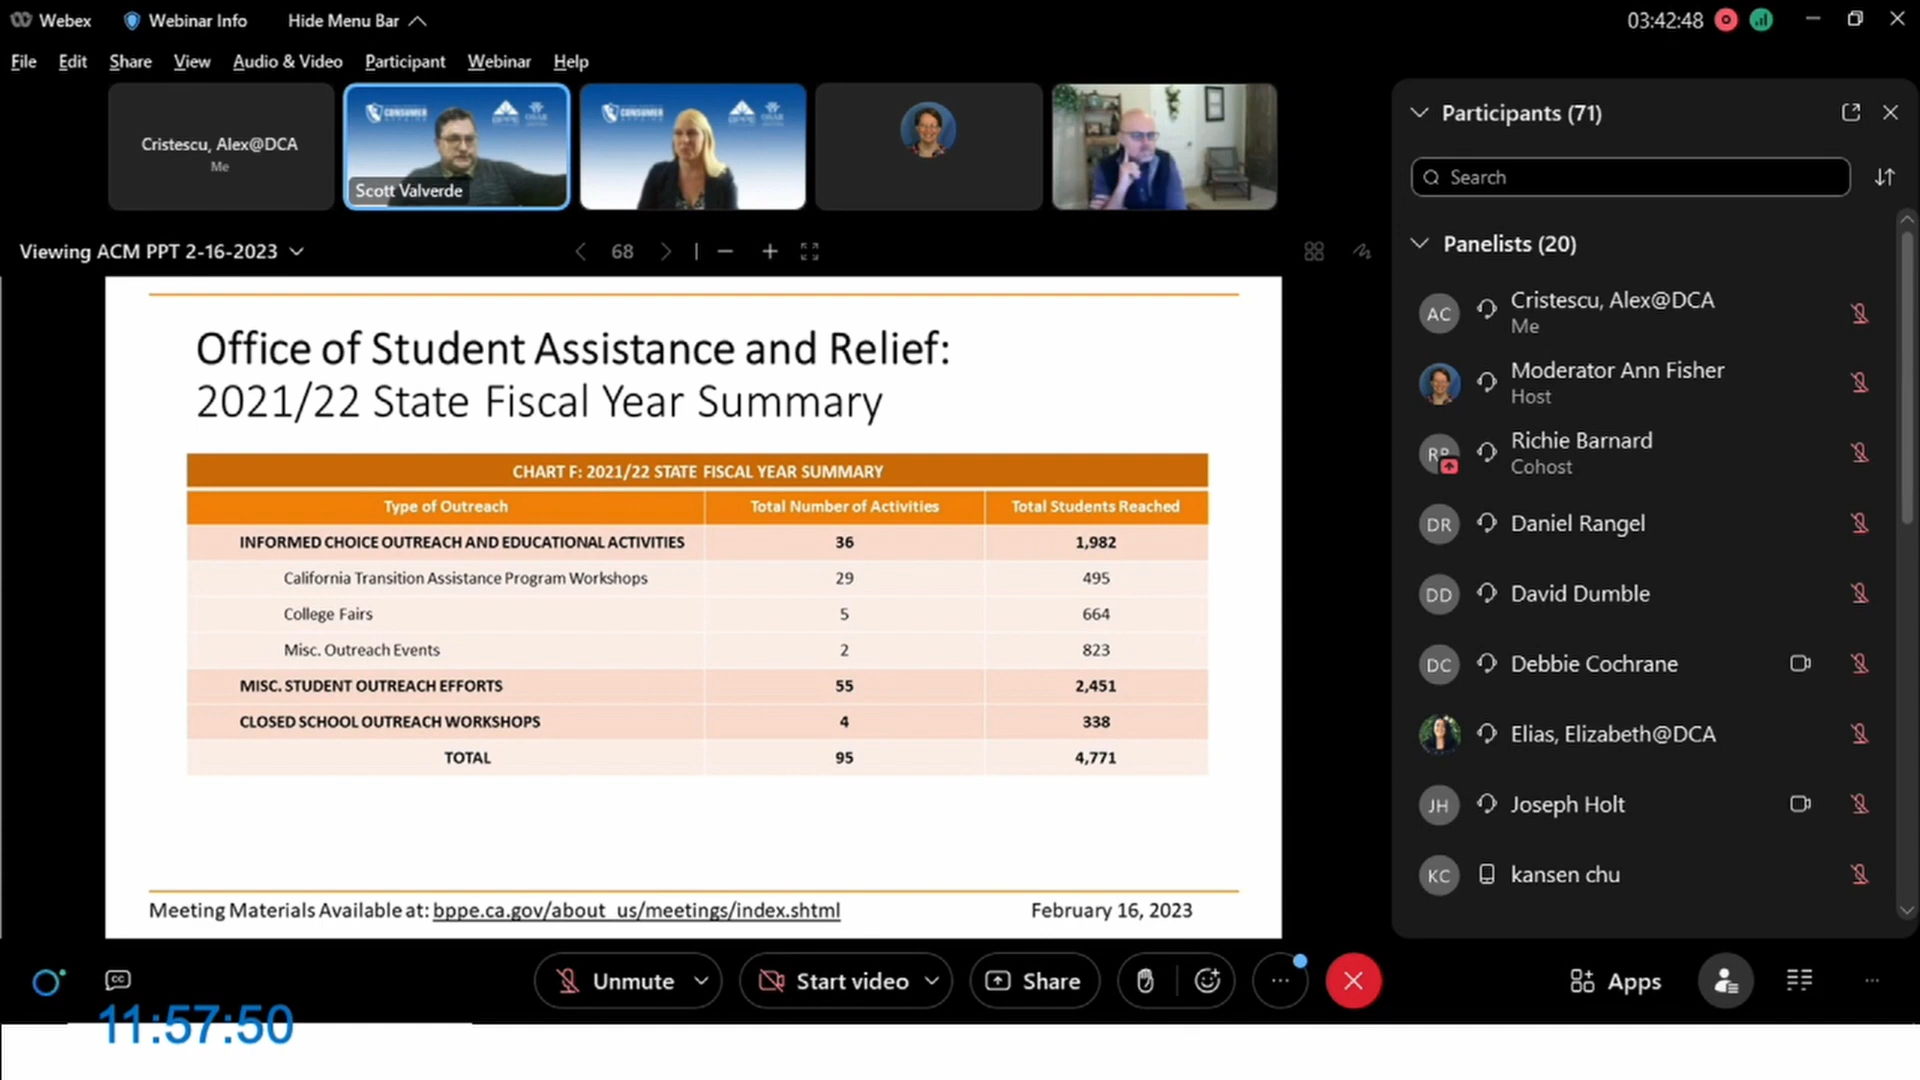 Webex
Webinar Info
Hide Menu Bar
03:42:48
File Edit Share View Audio & Video Participant Webinar Help
Cristescu, Alex@DCA
Me
CONSUMER
Scott Valverde
CONSUMER
Viewing ACM PPT 2-16-2023
68
Office of Student Assistance and Relief:
2021/22 State Fiscal Year Summary
CHART F: 2021/22 STATE FISCAL YEAR SUMMARY
Type of Outreach Total Number of Activities Total Students Reached
INFORMED CHOICE OUTREACH AND EDUCATIONAL ACTIVITIES 36 1,982
California Transition Assistance Program Workshops 29 495
College Fairs 5 664
Misc. Outreach Events 2 823
MISC. STUDENT OUTREACH EFFORTS 55 2,451
CLOSED SCHOOL OUTREACH WORKSHOPS 4 338
TOTAL 95 4,771
Meeting Materials Available at: bppe.ca.gov/about_us/meetings/index.shtml
February 16, 2023
Participants (71)
Search
Panelists (20)
AC Cristescu, Alex@DCA
Me
Moderator Ann Fisher
Host
Richie Barnard
Cohost
DR Daniel Rangel
DD David Dumble
DC Debbie Cochrane
Elias, Elizabeth@DCA
JH Joseph Holt
KC kansen chu
CC
Unmute
Start video
Share
Apps
11:57:50